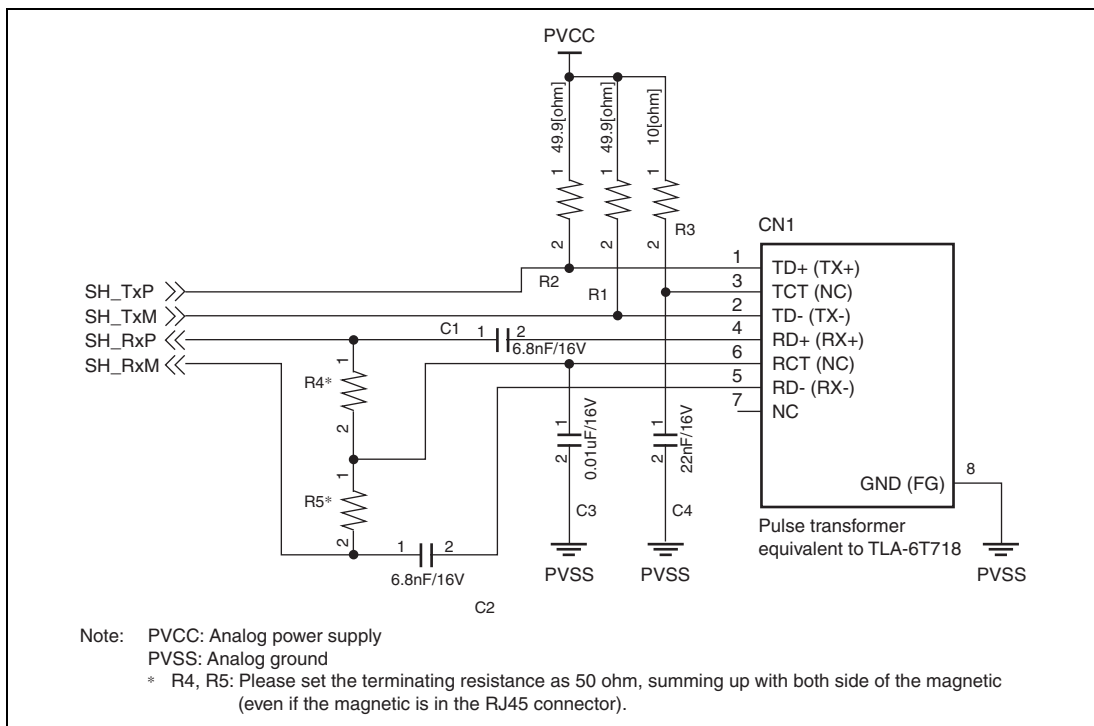 PVCC
49.9[ohm]
49.9[ohm]
10[ohm]
1
1
1
2
2
2
R3
R2
R1
CN1
1
TD+ (TX+)
3
TCT (NC)
2
TD- (TX-)
4
RD+ (RX+)
6
RCT (NC)
5
RD- (RX-)
7
NC
GND (FG)
8
SH_TxP
SH_TxM
SH_RxP
SH_RxM
C1
1
2
6.8nF/16V
1
R4*
2
1
R5*
2
1
2
6.8nF/16V
C2
1
2
0.01uF/16V
C3
PVSS
1
2
22nF/16V
C4
PVSS
Pulse transformer
equivalent to TLA-6T718
PVSS
Note: PVCC: Analog power supply
PVSS: Analog ground
* R4, R5: Please set the terminating resistance as 50 ohm, summing up with both side of the magnetic
(even if the magnetic is in the RJ45 connector).